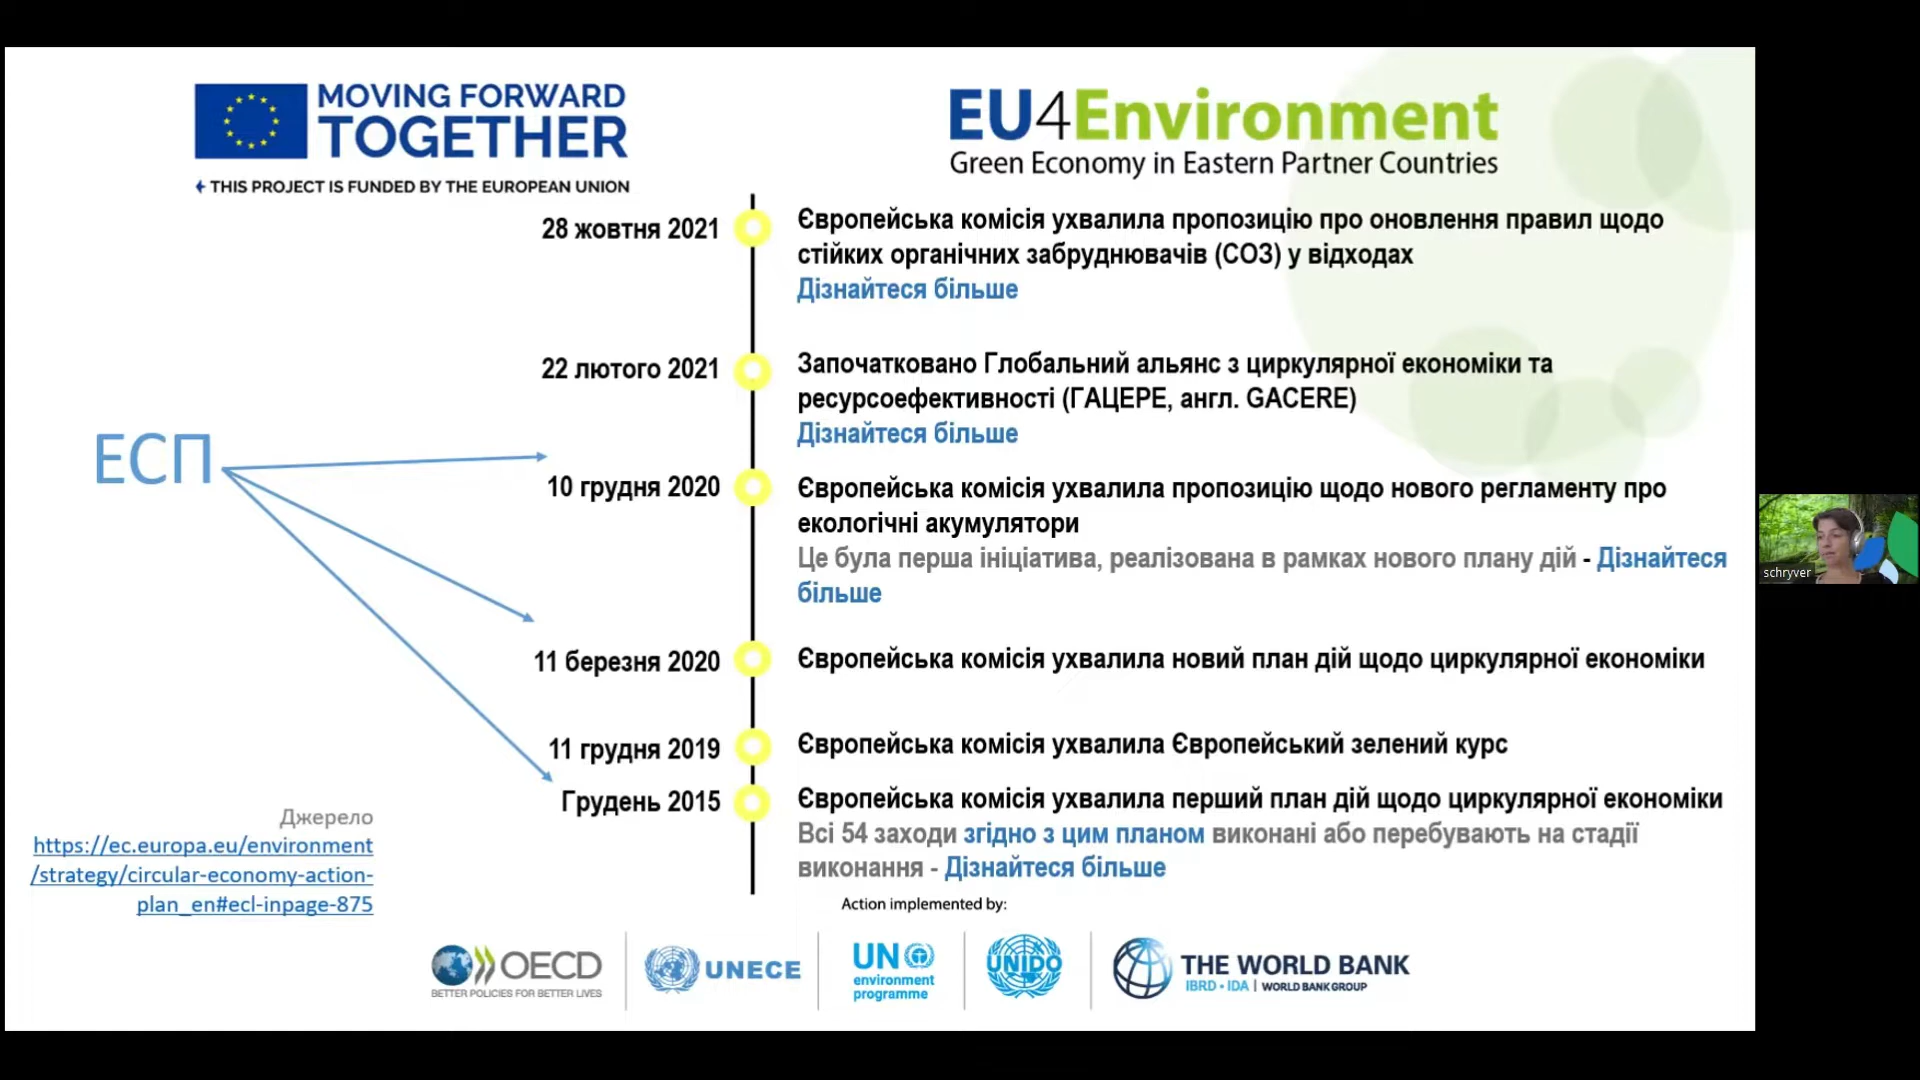 MOVING FORWARD
TOGETHER
THIS PROJECT IS FUNDED BY THE EUROPEAN UNION
EU4Environment
Green Economy in Eastern Partner Countries
28 жовтня 2021
Європейська комісія ухвалила пропозицію про оновлення правил щодо
стійких органічних забруднювачів (СОЗ) у відходах
Дізнайтеся більше
22 лютого 2021
Започатковано Глобальний альянс з циркулярної економіки та
ресурсоефективності (ГАЦЕРЕ, англ. GACERE)
Дізнайтеся більше
ЕСП
10 грудня 2020
Європейська комісія ухвалила пропозицію щодо нового регламенту про
екологічні акумулятори
Це була перша ініціатива, реалізована в рамках нового плану дій - Дізнайтеся
більше
11 березня 2020
Європейська комісія ухвалила новий план дій щодо циркулярної економіки
11 грудня 2019
Європейська комісія ухвалила Європейський зелений курс
Грудень 2015
Європейська комісія ухвалила перший план дій щодо циркулярної економіки
Всі 54 заходи згідно з цим планом виконані або перебувають на стадії
виконання - Дізнайтеся більше
Джерело
https://ec.europa.eu/environment
/strategy/circular-economy-action-
plan_en#ecl-inpage-875
Action implemented by:
OECD
BETTER POLICIES FOR BETTER LIVES
UNECE
UN
environment
programme
UNIDO
THE WORLD BANK
IBRD • IDA | WORLD BANK GROUP
schryver